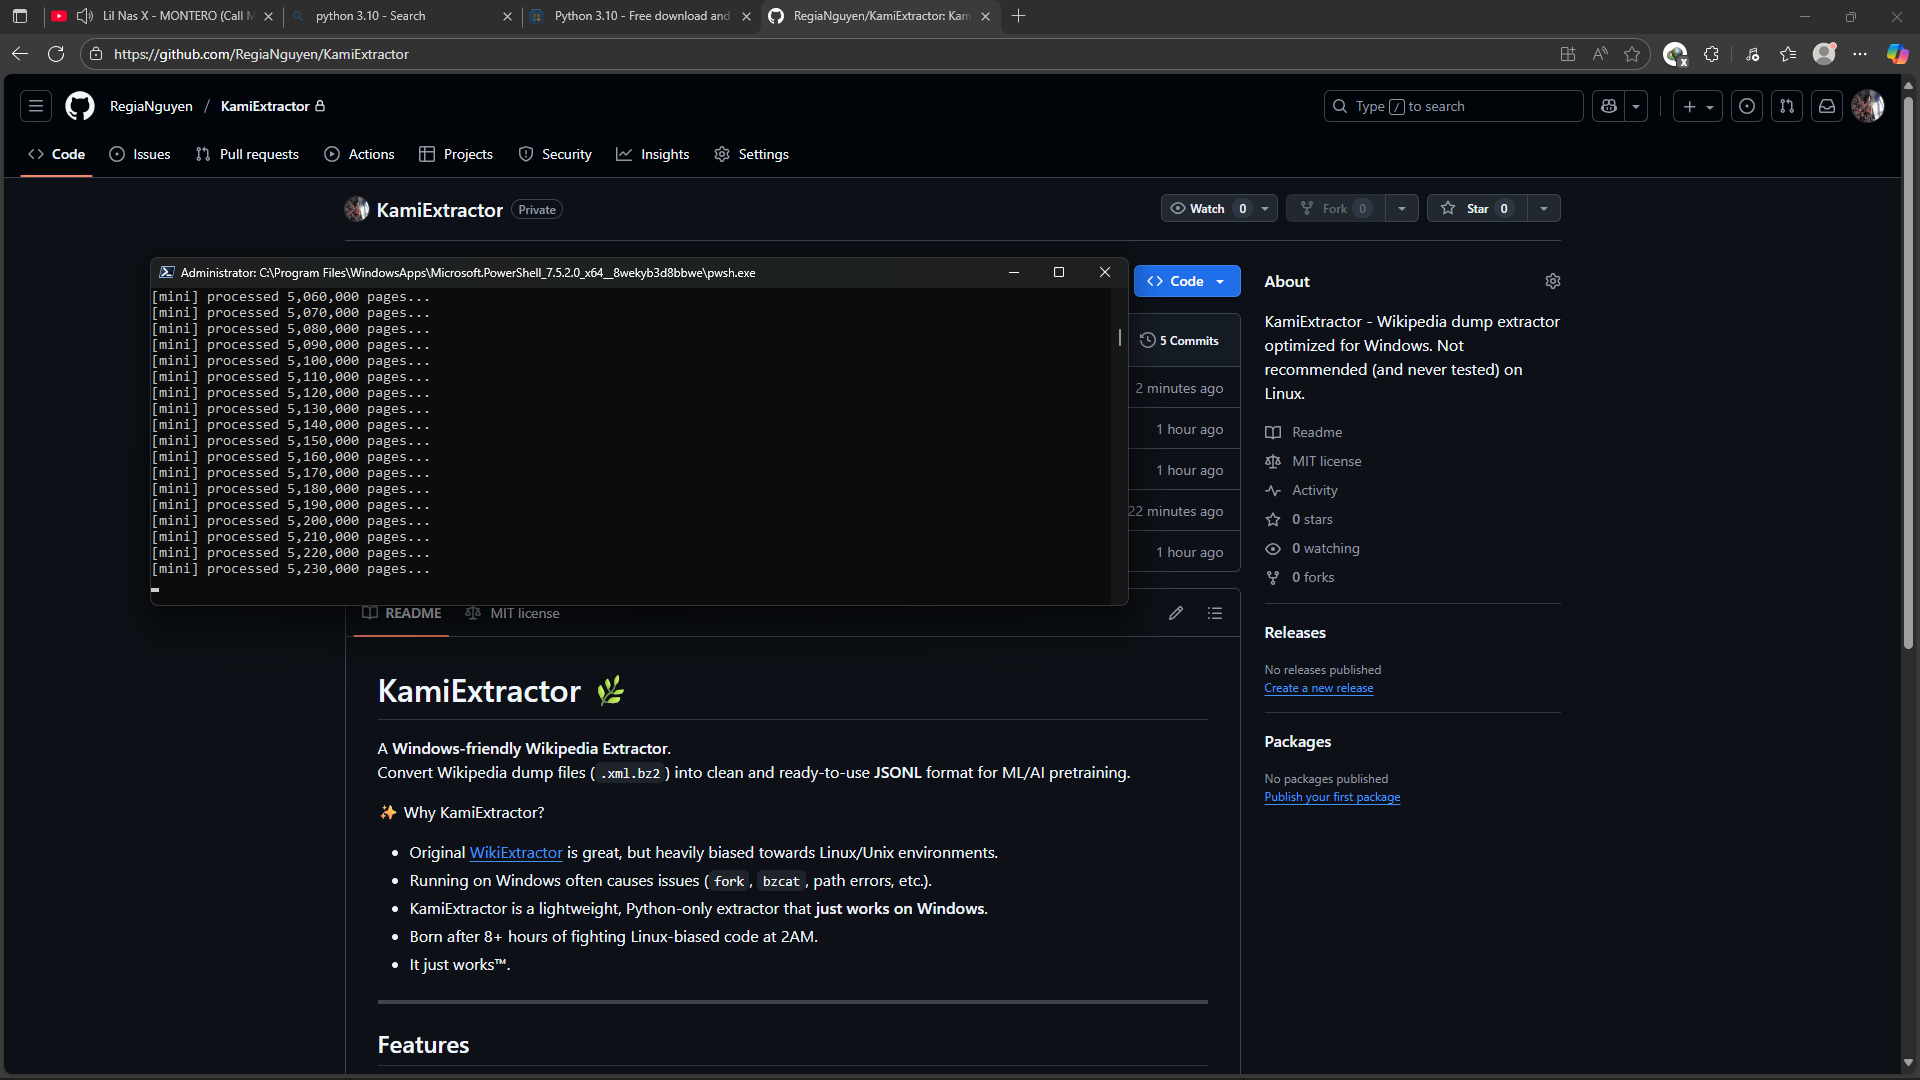 Lil Nas X - MONTERO (Call M
python 3.10 - Search
Python 3.10 - Free download and
RegiaNguyen/KamiExtractor: Kam
https://github.com/RegiaNguyen/KamiExtractor
RegiaNguyen / KamiExtractor
Type / to search
Code
Issues
Pull requests
Actions
Projects
Security
Insights
Settings
KamiExtractor Private
Watch 0
Fork 0
Star 0
Administrator: C:\Program Files\WindowsApps\Microsoft.PowerShell_7.5.2.0_x64__8wekyb3d8bbwe\pwsh.exe
[mini] processed 5,060,000 pages...
[mini] processed 5,070,000 pages...
[mini] processed 5,080,000 pages...
[mini] processed 5,090,000 pages...
[mini] processed 5,100,000 pages...
[mini] processed 5,110,000 pages...
[mini] processed 5,120,000 pages...
[mini] processed 5,130,000 pages...
[mini] processed 5,140,000 pages...
[mini] processed 5,150,000 pages...
[mini] processed 5,160,000 pages...
[mini] processed 5,170,000 pages...
[mini] processed 5,180,000 pages...
[mini] processed 5,190,000 pages...
[mini] processed 5,200,000 pages...
[mini] processed 5,210,000 pages...
[mini] processed 5,220,000 pages...
[mini] processed 5,230,000 pages...
Code
5 Commits
2 minutes ago
1 hour ago
1 hour ago
22 minutes ago
1 hour ago
README
MIT license
KamiExtractor 🌿
A Windows-friendly Wikipedia Extractor.
Convert Wikipedia dump files ( .xml.bz2 ) into clean and ready-to-use JSONL format for ML/AI pretraining.
✨ Why KamiExtractor?
• Original WikiExtractor is great, but heavily biased towards Linux/Unix environments.
• Running on Windows often causes issues ( fork , bzcat , path errors, etc.).
• KamiExtractor is a lightweight, Python-only extractor that just works on Windows.
• Born after 8+ hours of fighting Linux-biased code at 2AM.
• It just works™.
Features
About
KamiExtractor - Wikipedia dump extractor
optimized for Windows. Not
recommended (and never tested) on
Linux.
Readme
MIT license
Activity
0 stars
0 watching
0 forks
Releases
No releases published
Create a new release
Packages
No packages published
Publish your first package